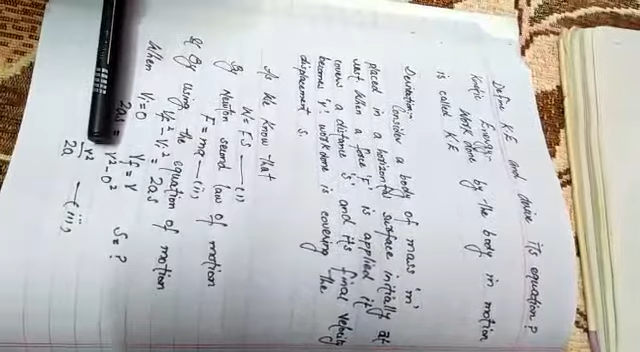 Define K.E and derive its equation?
Kinetic Energy:-
Work done by the body in motion
is called K.E
Derivation:-
Consider a body of mass 'm'
placed in a horizontal surface initially at
rest when a force 'F' is applied it
covers a distance 'S' and its final velocity
becomes 'v' work done is covering the
displacement S.
As we know that
W = F.S —(i)
By Newton second law of motion
F = ma —(ii)
By using the equation of motion
Vf² - Vi² = 2as
When
Vi = 0 Vf = V S = ?
2as = V² - 0²
V²
2a —(iii)